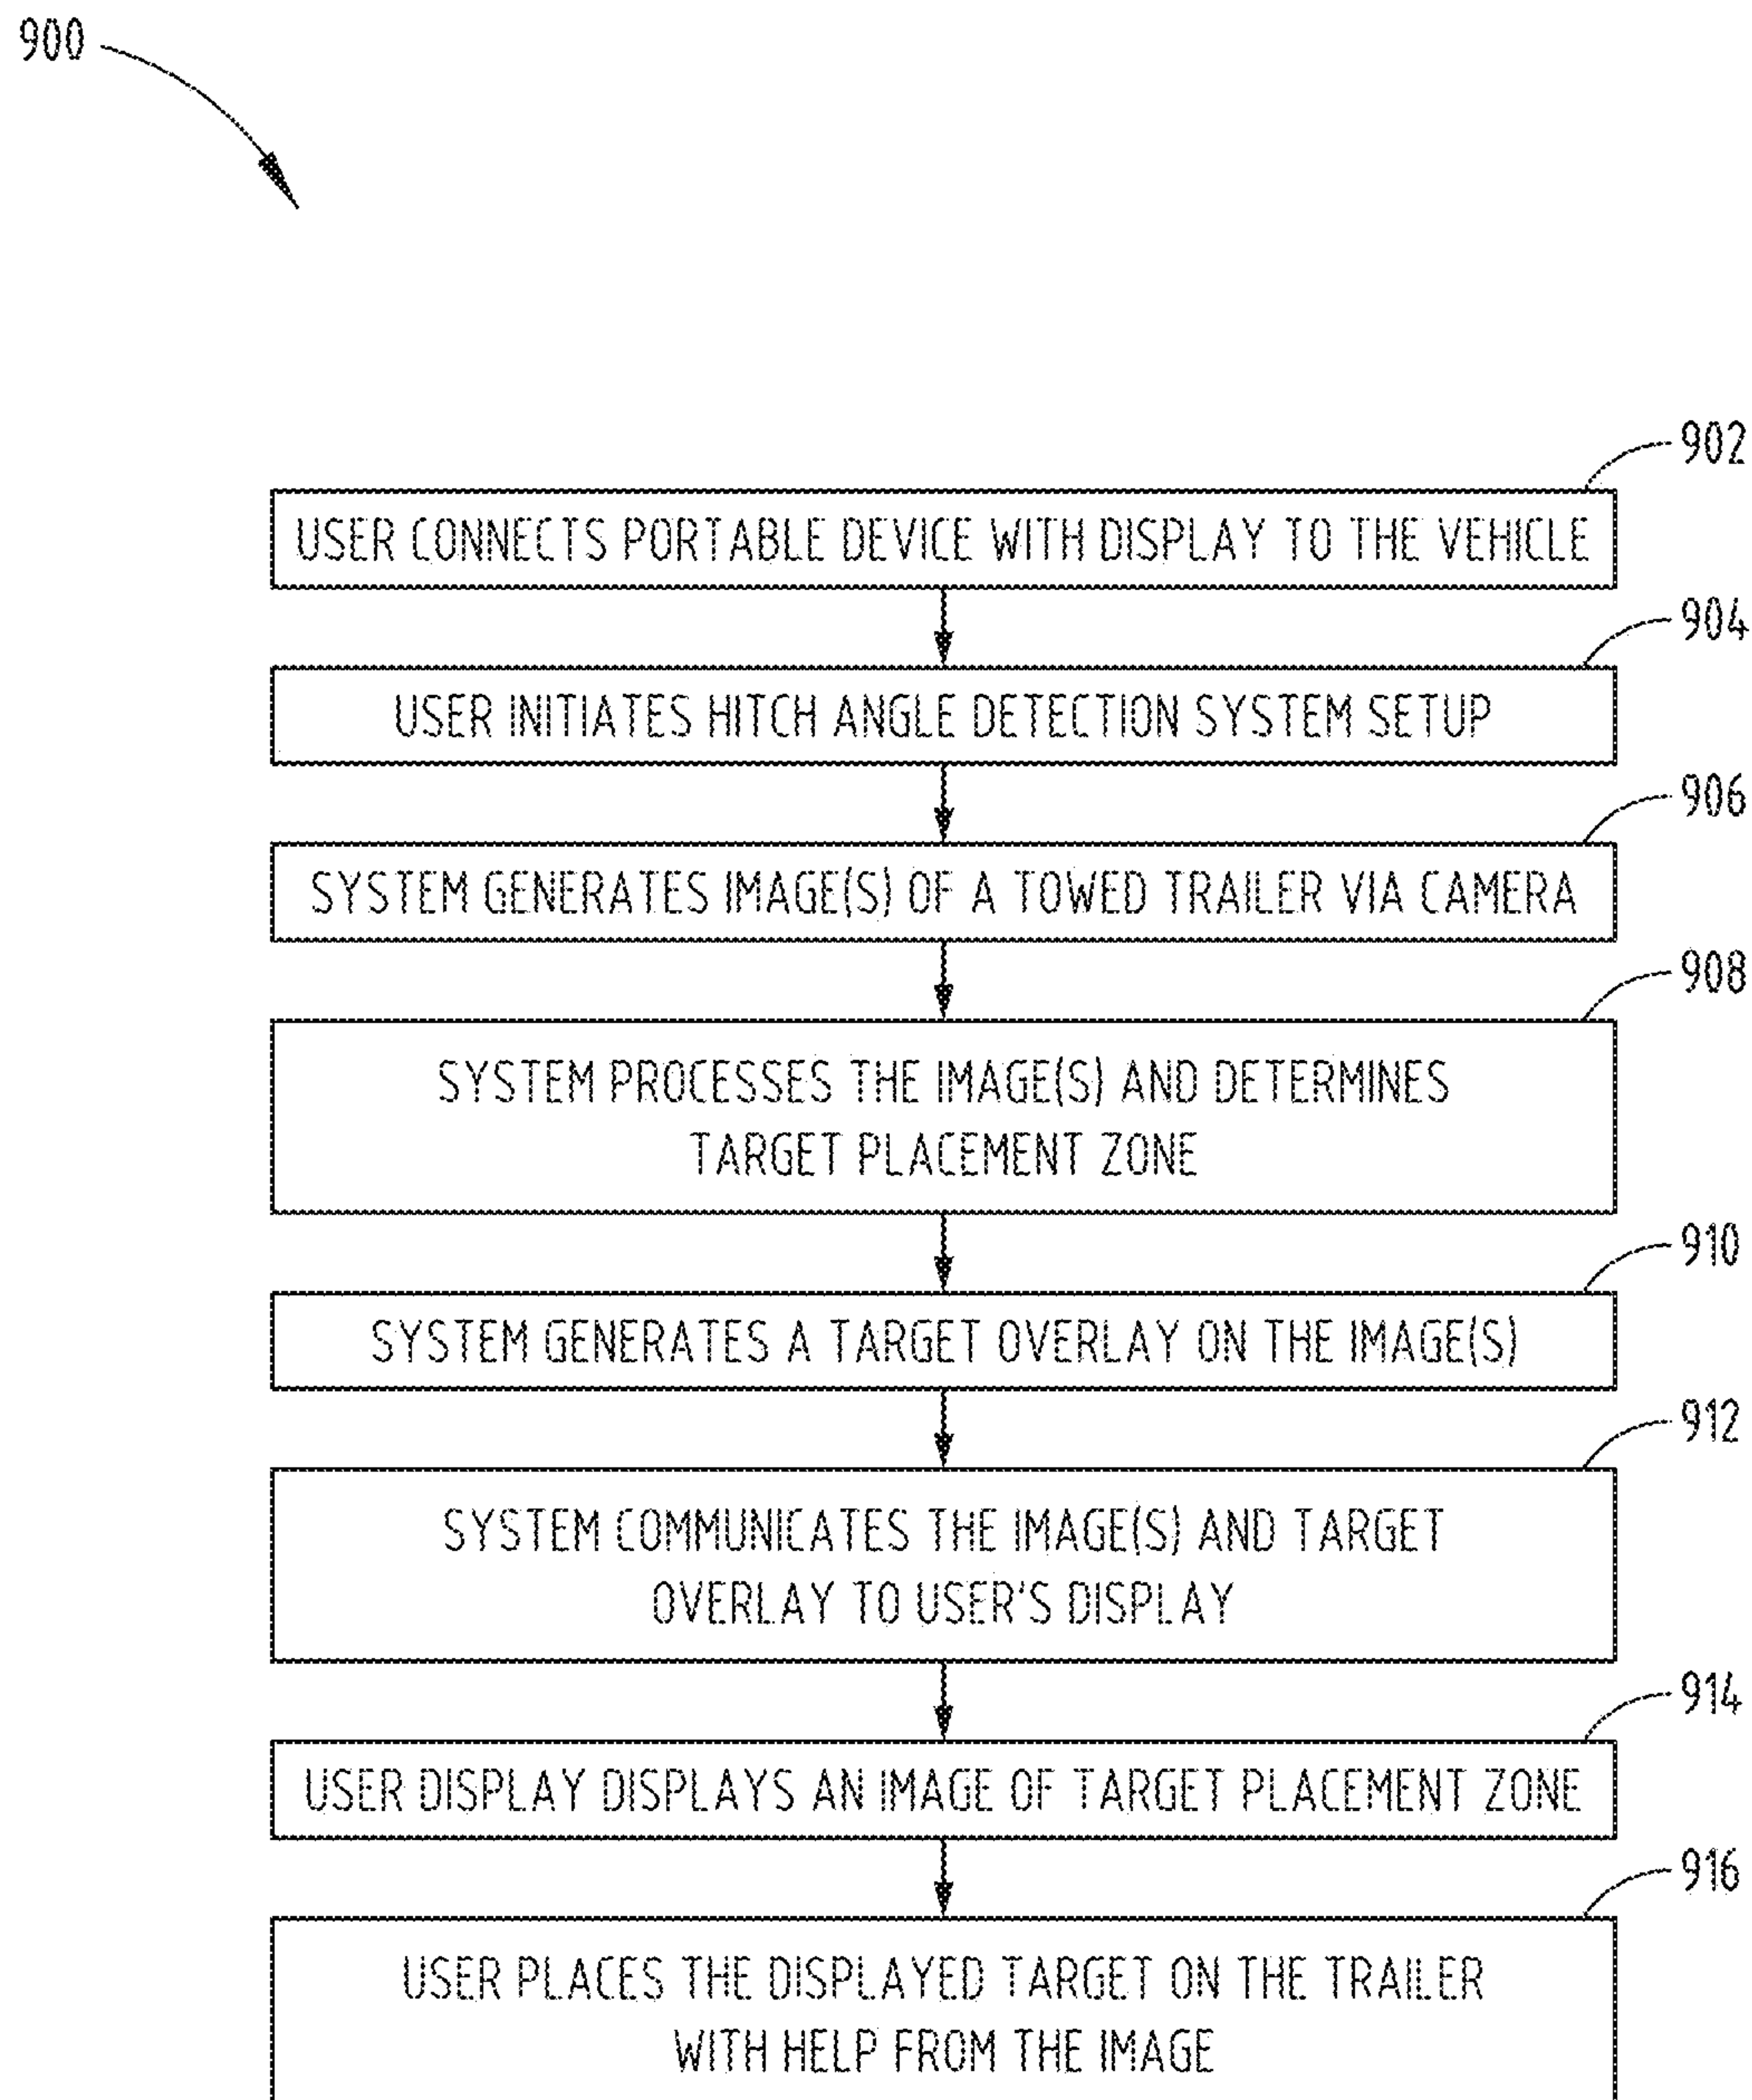 900
902
USER CONNECTS PORTABLE DEVICE WITH DISPLAY TO THE VEHICLE
904
USER INITIATES HITCH ANGLE DETECTION SYSTEM SETUP
906
SYSTEM GENERATES IMAGE(S) OF A TOWED TRAILER VIA CAMERA
908
SYSTEM PROCESSES THE IMAGE(S) AND DETERMINES
TARGET PLACEMENT ZONE
910
SYSTEM GENERATES A TARGET OVERLAY ON THE IMAGE(S)
912
SYSTEM COMMUNICATES THE IMAGE(S) AND TARGET
OVERLAY TO USER'S DISPLAY
914
USER DISPLAY DISPLAYS AN IMAGE OF TARGET PLACEMENT ZONE
916
USER PLACES THE DISPLAYED TARGET ON THE TRAILER
WITH HELP FROM THE IMAGE